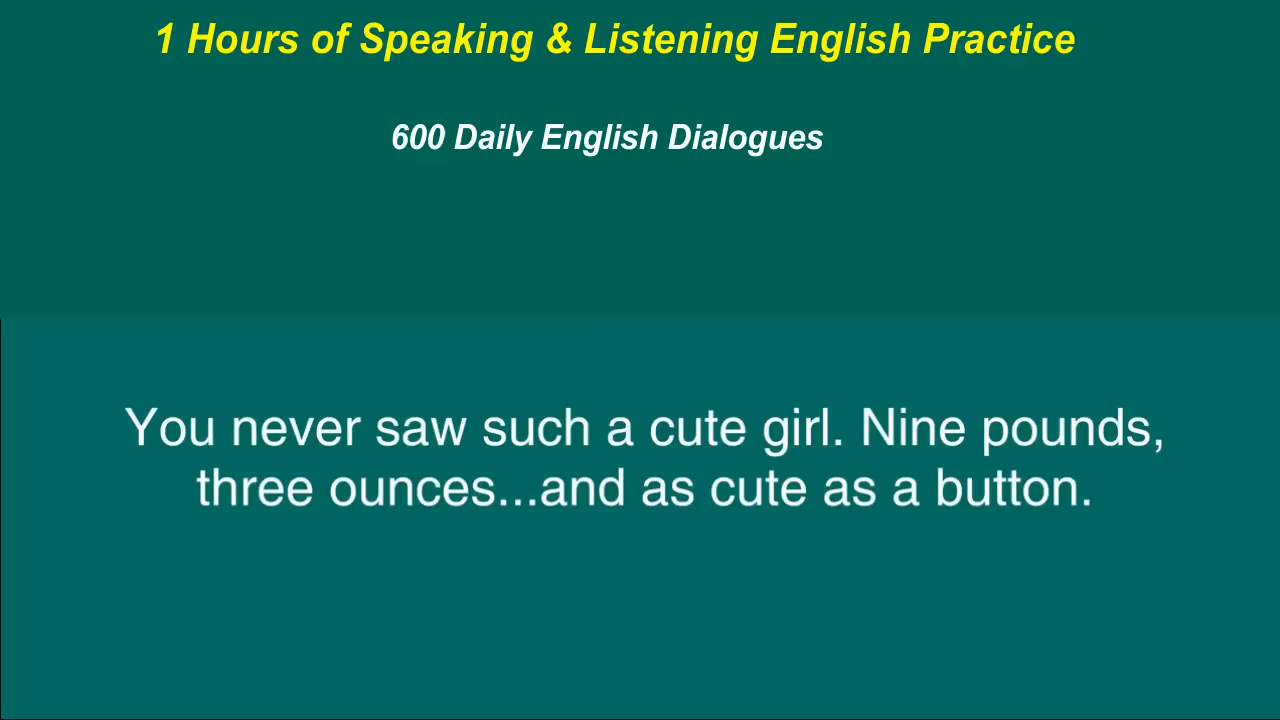 1 Hours of Speaking & Listening English Practice
600 Daily English Dialogues
You never saw such a cute girl. Nine pounds,
three ounces...and as cute as a button.